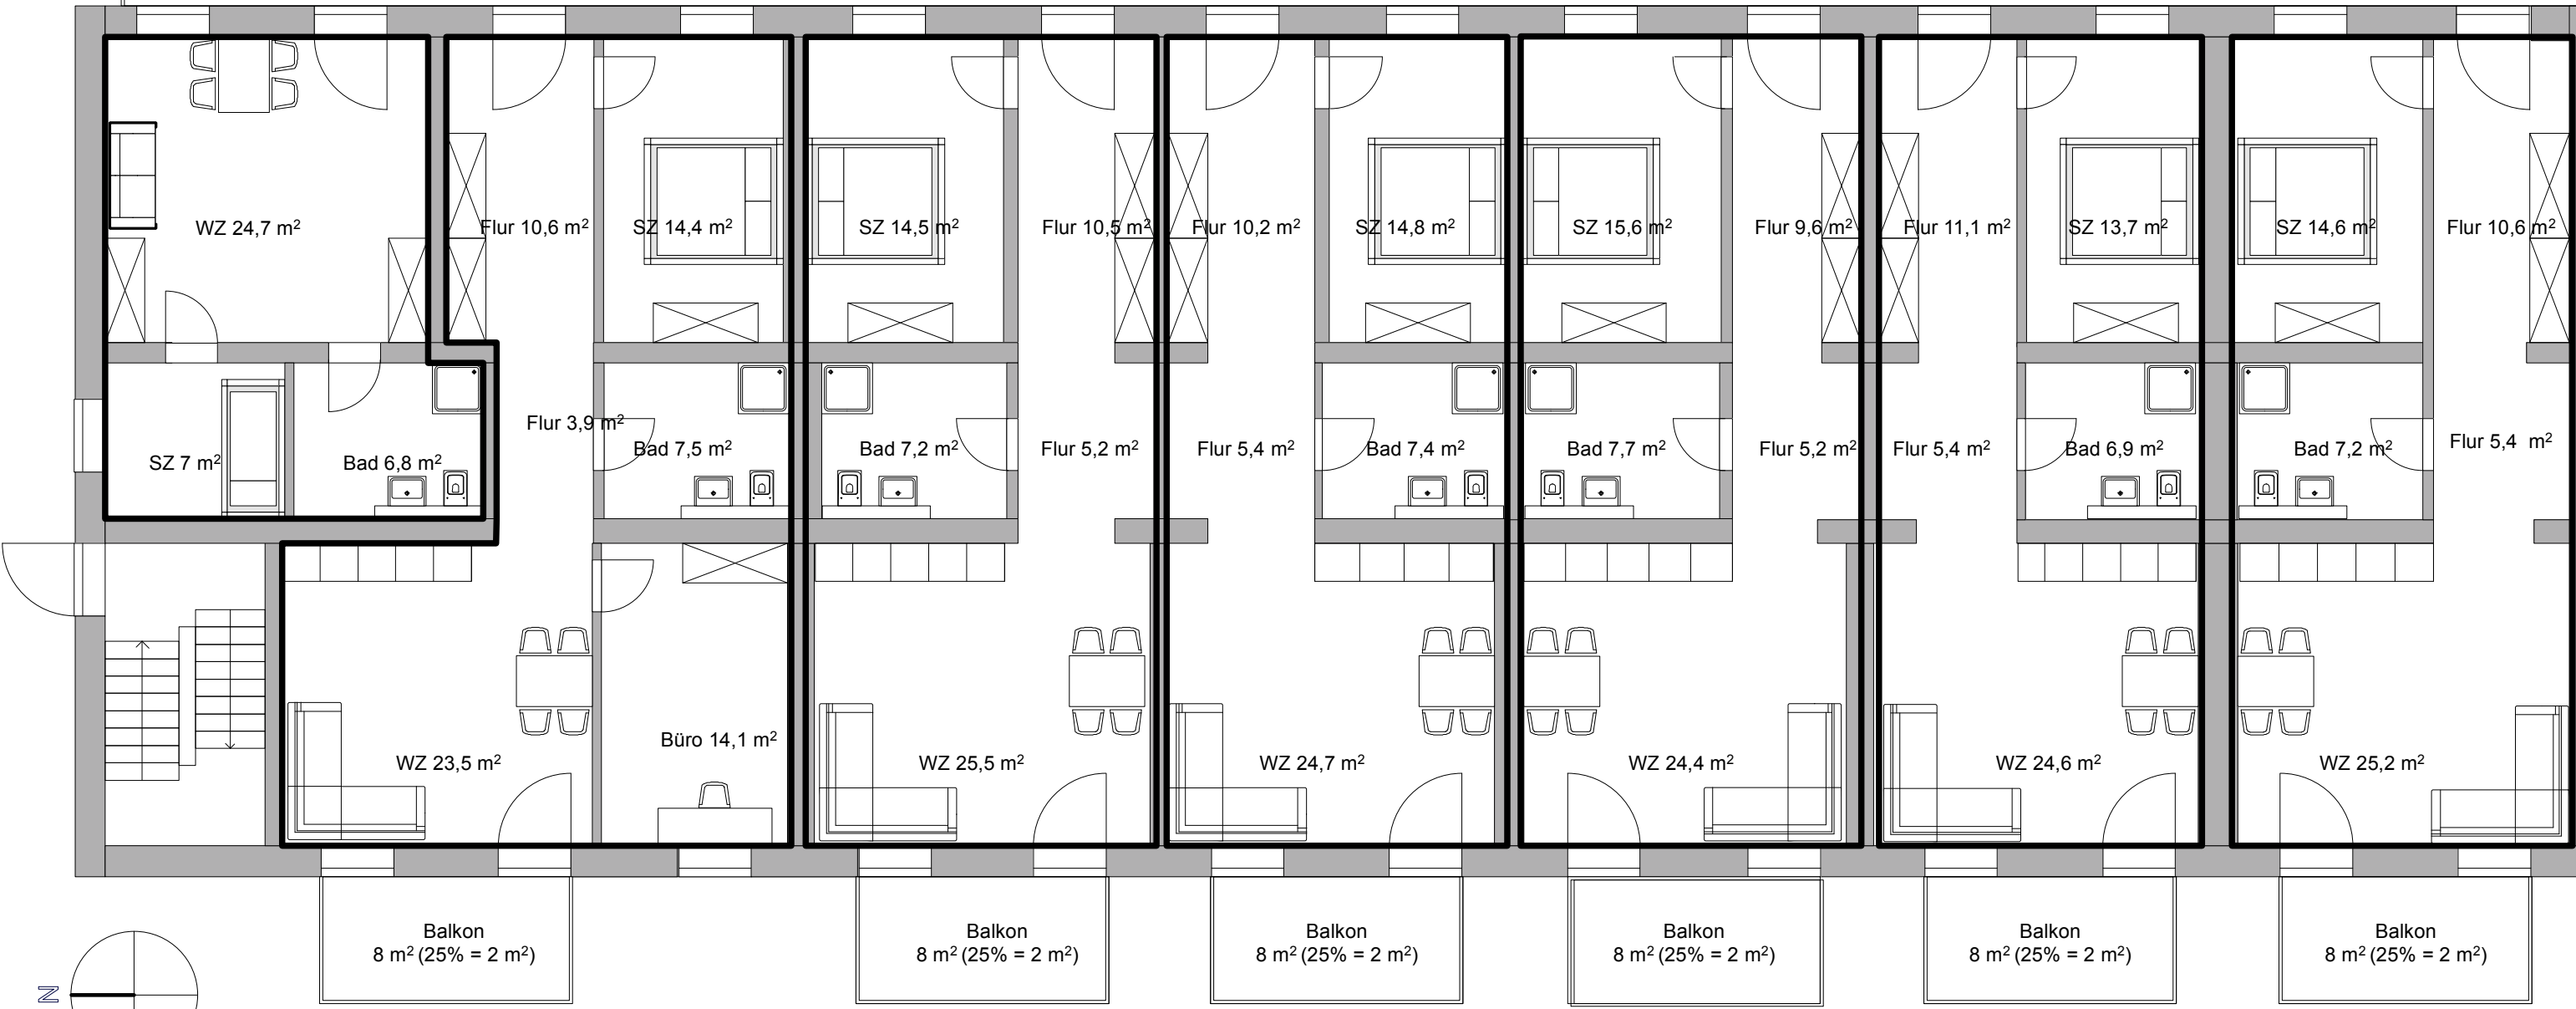 WZ 24,7 m²
Flur 10,6 m²
SZ 14,4 m²
SZ 14,5 m²
Flur 10,5 m²
Flur 10,2 m²
SZ 14,8 m²
SZ 15,6 m²
Flur 9,6 m²
Flur 11,1 m²
SZ 13,7 m²
SZ 14,6 m²
Flur 10,6 m²
SZ 7 m²
Bad 6,8 m²
Flur 3,9 m²
Bad 7,5 m²
Bad 7,2 m²
Flur 5,2 m²
Flur 5,4 m²
Bad 7,4 m²
Bad 7,7 m²
Flur 5,2 m²
Flur 5,4 m²
Bad 6,9 m²
Bad 7,2 m²
Flur 5,4 m²
WZ 23,5 m²
Büro 14,1 m²
WZ 25,5 m²
WZ 24,7 m²
WZ 24,4 m²
WZ 24,6 m²
WZ 25,2 m²
Balkon
8 m² (25% = 2 m²)
Balkon
8 m² (25% = 2 m²)
Balkon
8 m² (25% = 2 m²)
Balkon
8 m² (25% = 2 m²)
Balkon
8 m² (25% = 2 m²)
Balkon
8 m² (25% = 2 m²)
N